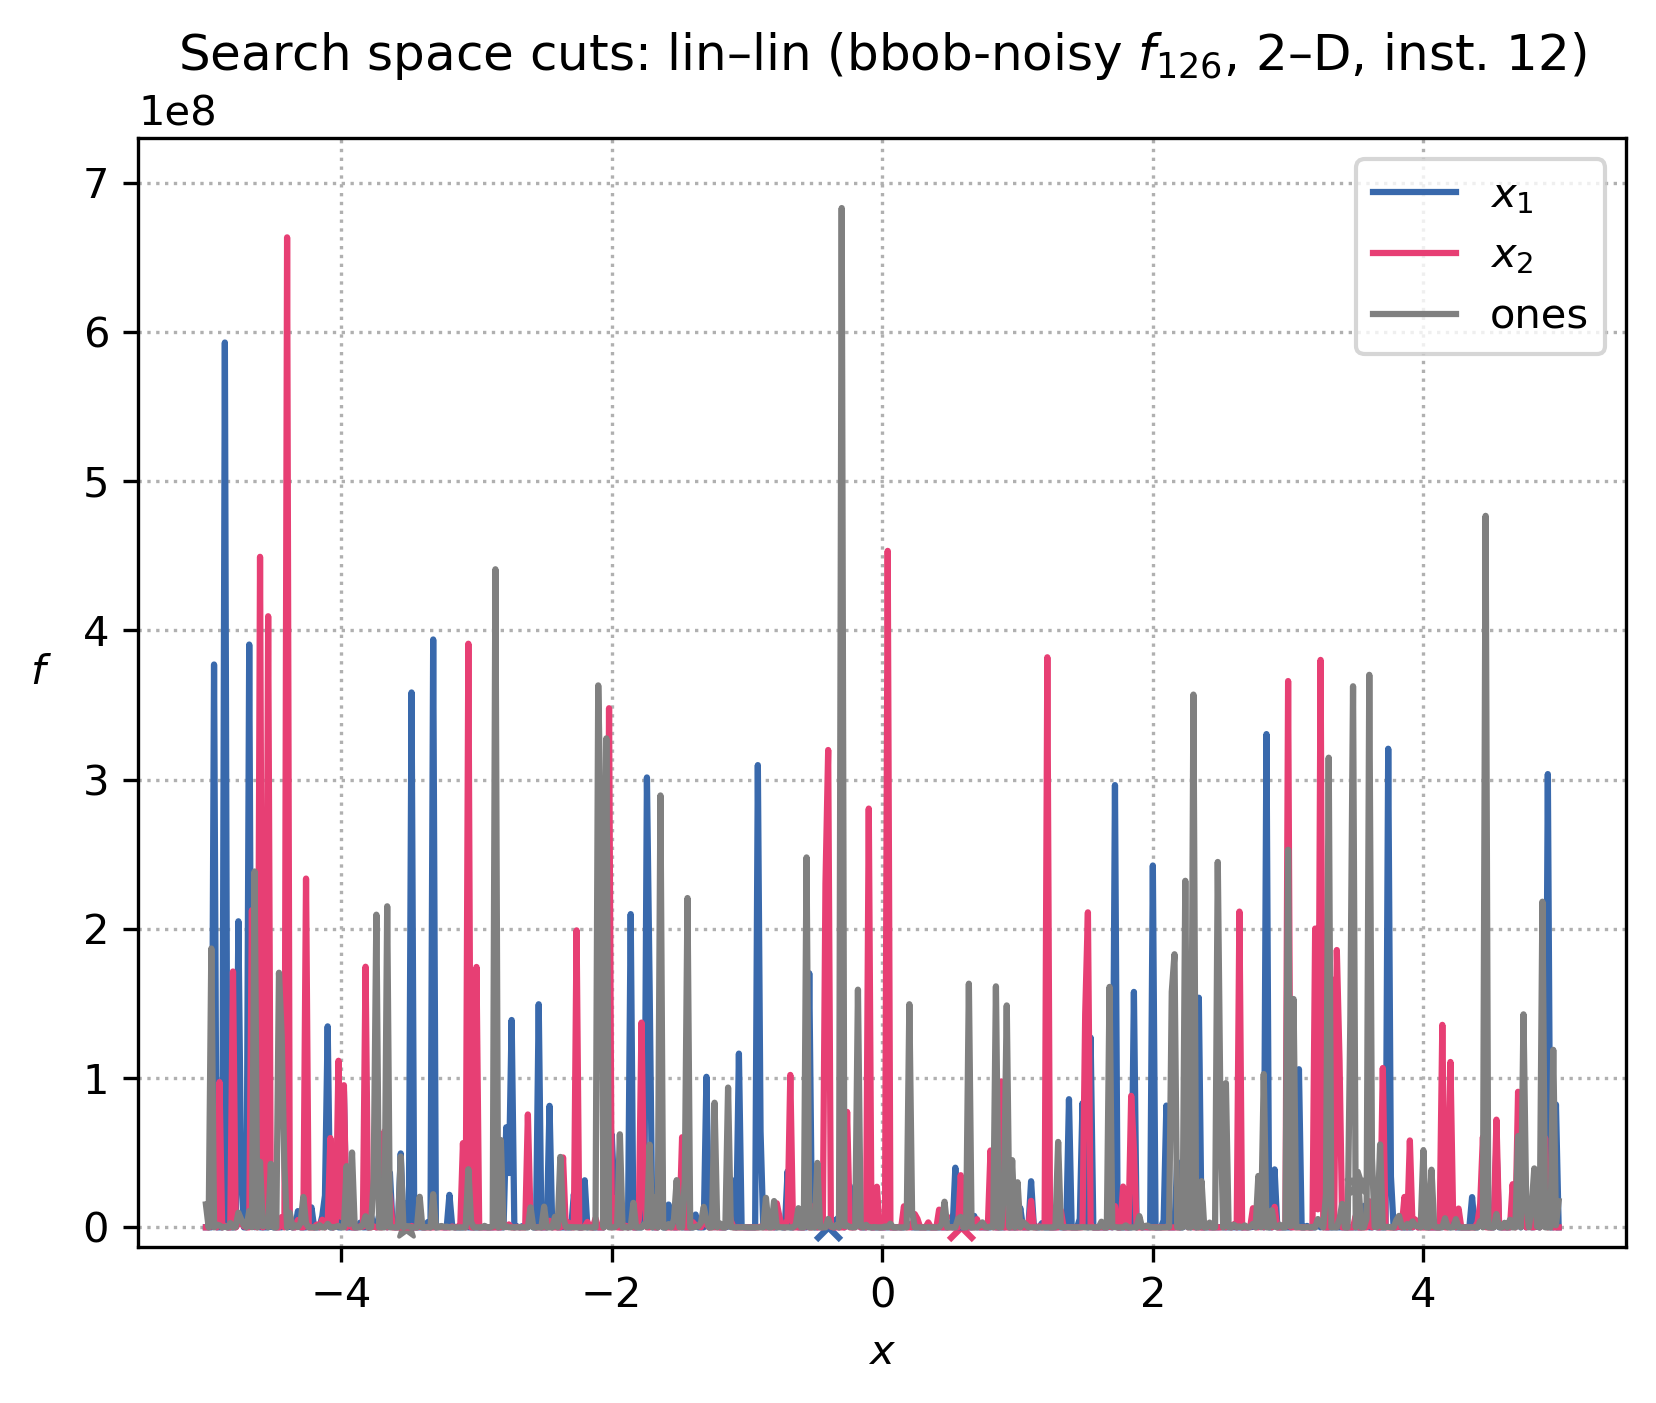 Search space cuts: lin–lin (bbob-noisy f₁₂₆, 2–D, inst. 12)
1e8
7
6
5
4
3
2
1
0
f
−4
−2
0
2
4
x
x₁
x₂
ones